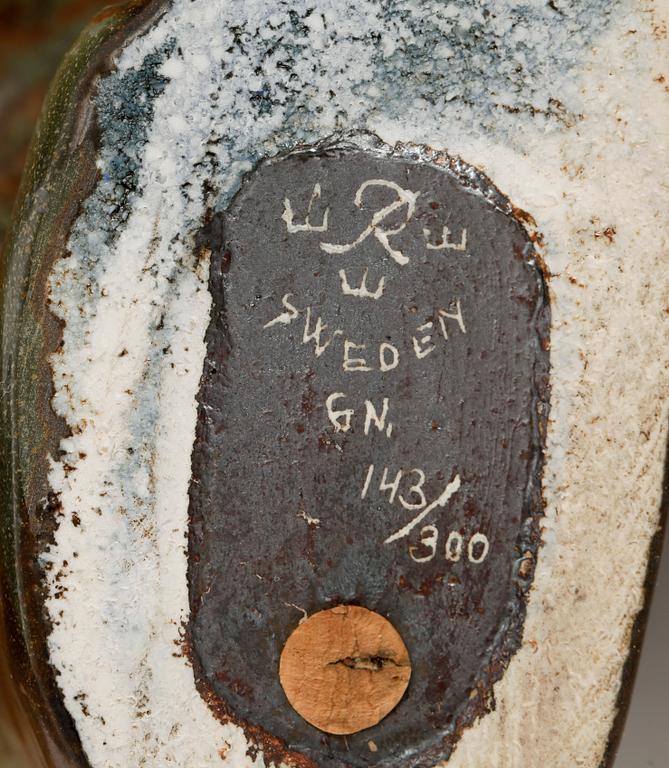 R
SWEDEN
GN.
143/300